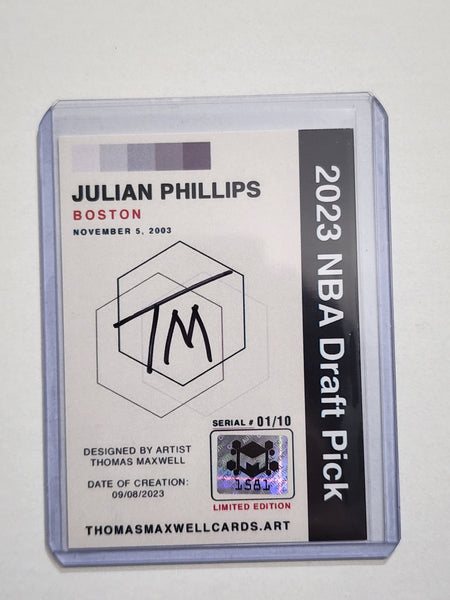 JULIAN PHILLIPS
BOSTON
NOVEMBER 5, 2003
TM
SERIAL # 01/10
1581
LIMITED EDITION
DESIGNED BY ARTIST
THOMAS MAXWELL
DATE OF CREATION:
09/08/2023
THOMASMAXWELLCARDS.ART
2023 NBA Draft Pick